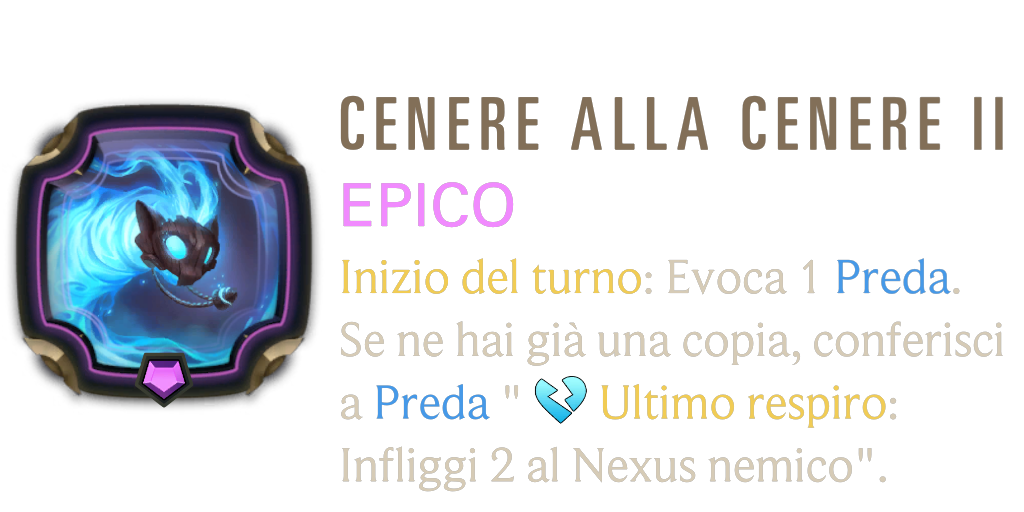 CENERE ALLA CENERE II
EPICO
Inizio del turno: Evoca 1 Preda.
Se ne hai già una copia, conferisci
a Preda " Ultimo respiro:
Infliggi 2 al Nexus nemico".